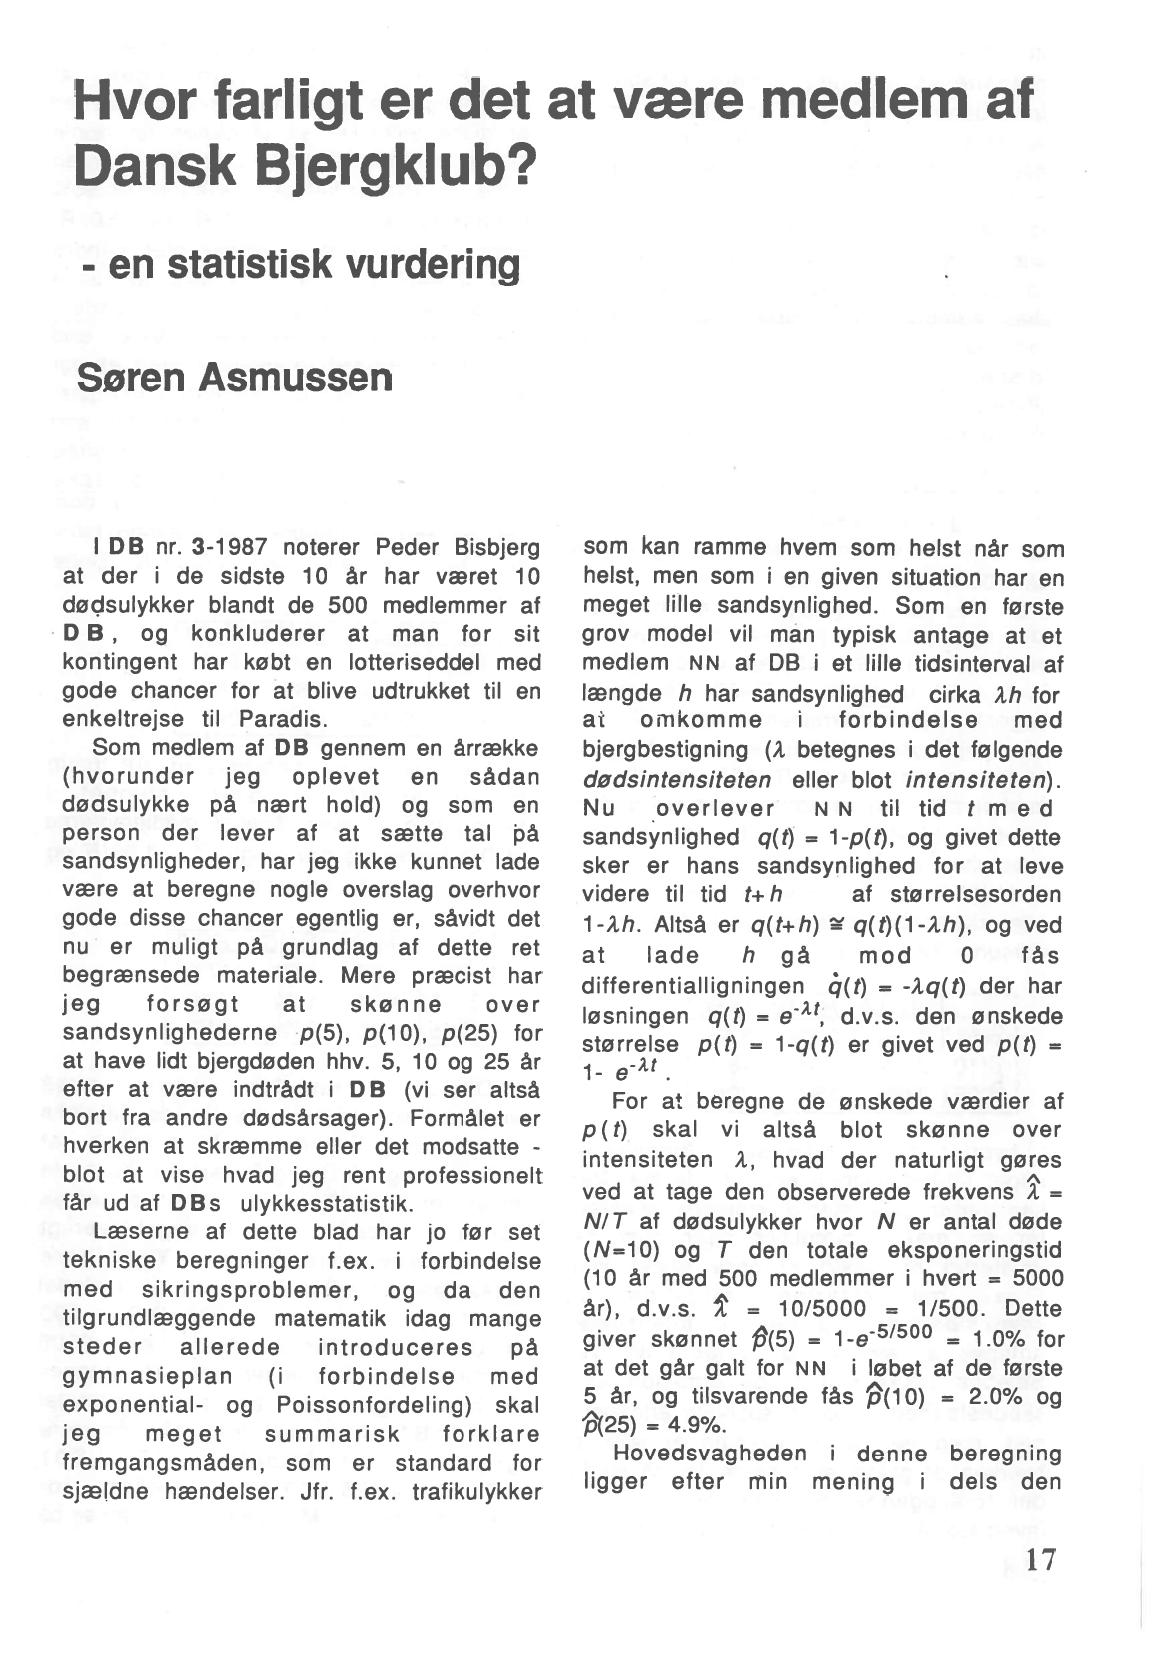 Hvor farligt er det at være medlem af
Dansk Bjergklub?
- en statistisk vurdering
Søren Asmussen
I DB nr. 3-1987 noterer Peder Bisbjerg
at der i de sidste 10 år har været 10
dødsulykker blandt de 500 medlemmer af
DB, og konkluderer at man for sit
kontingent har købt en lotteriseddel med
gode chancer for at blive udtrukket til en
enkeltrejse til Paradis.
Som medlem af DB gennem en årrække
(hvorunder jeg oplevet en sådan
dødsulykke på nært hold) og som en
person der lever af at sætte tal på
sandsynligheder, har jeg ikke kunnet lade
være at beregne nogle overslag overhvor
gode disse chancer egentlig er, såvidt det
nu er muligt på grundlag af dette ret
begrænsede materiale. Mere præcist har
jeg forsøgt at skønne over
sandsynlighederne p(5), p(10), p(25) for
at have lidt bjergdøden hhv. 5, 10 og 25 år
efter at være indtrådt i DB (vi ser altså
bort fra andre dødsårsager). Formålet er
hverken at skræmme eller det modsatte -
blot at vise hvad jeg rent professionelt
får ud af DBs ulykkesstatistik.
Læserne af dette blad har jo før set
tekniske beregninger f.ex. i forbindelse
med sikringsproblemer, og da den
tilgrundlæggende matematik idag mange
steder allerede introduceres på
gymnasieplan (i forbindelse med
exponential- og Poissonfordeling) skal
jeg meget summarisk forklare
fremgangsmåden, som er standard for
sjældne hændelser. Jfr. f.ex. trafikulykker
som kan ramme hvem som helst når som
helst, men som i en given situation har en
meget lille sandsynlighed. Som en første
grov model vil man typisk antage at et
medlem NN af DB i et lille tidsinterval af
længde h har sandsynlighed cirka λh for
at omkomme i forbindelse med
bjergbestigning (λ betegnes i det følgende
dødsintensiteten eller blot intensiteten).
Nu overlever NN til tid t med
sandsynlighed q(t) = 1-p(t), og givet dette
sker er hans sandsynlighed for at leve
videre til tid t+h af størrelsesorden
1-λh. Altså er q(t+h) ≅ q(t)(1-λh), og ved
at lade h gå mod 0 fås
differentialligningen q̇(t) = -λq(t) der har
løsningen q(t) = e^-λt, d.v.s. den ønskede
størrelse p(t) = 1-q(t) er givet ved p(t) =
1- e^-λt.
For at beregne de ønskede værdier af
p(t) skal vi altså blot skønne over
intensiteten λ, hvad der naturligt gøres
ved at tage den observerede frekvens λ̂ =
N/T af dødsulykker hvor N er antal døde
(N=10) og T den totale eksponeringstid
(10 år med 500 medlemmer i hvert = 5000
år), d.v.s. λ̂ = 10/5000 = 1/500. Dette
giver skønnet p̂(5) = 1-e^-5/500 = 1.0% for
at det går galt for NN i løbet af de første
5 år, og tilsvarende fås p̂(10) = 2.0% og
p̂(25) = 4.9%.
Hovedsvagheden i denne beregning
ligger efter min mening i dels den
17